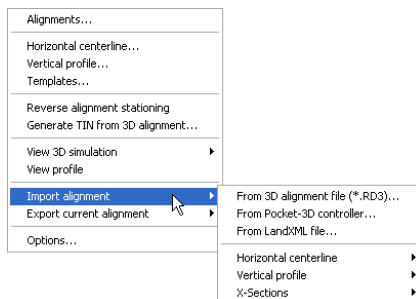 Alignments...
Horizontal centerline...
Vertical profile...
Templates...
Reverse alignment stationing
Generate TIN from 3D alignment...
View 3D simulation
View profile
Import alignment
Export current alignment
Options...
From 3D alignment file (*.RD3)...
From Pocket-3D controller...
From LandXML file...
Horizontal centerline
Vertical profile
X-Sections